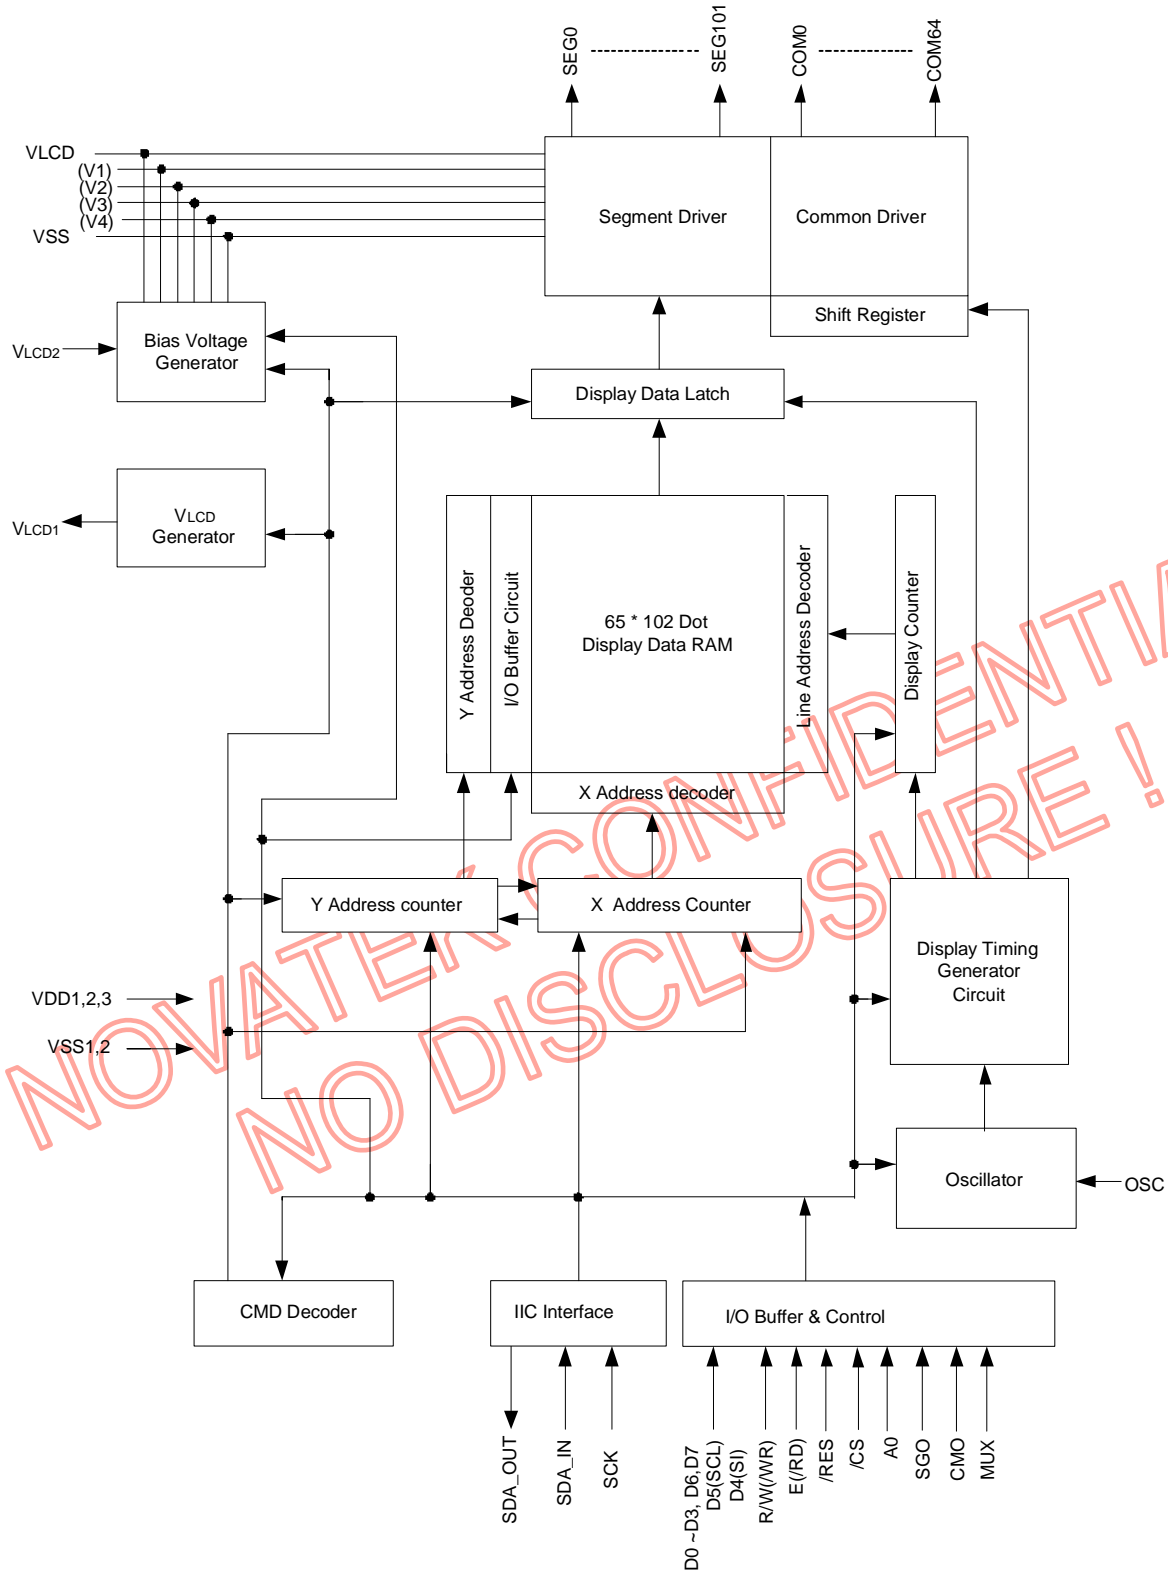 SEG0
SEG101
COM0
COM64
VLCD
(V1)
(V2)
(V3)
(V4)
VSS
Segment Driver
Common Driver
Shift Register
VLCD2
Bias Voltage
Generator
Display Data Latch
VLCD1
VLCD
Generator
Y Address Deoder
I/O Buffer Circuit
65 * 102 Dot
Display Data RAM
Line Address Decoder
Display Counter
X Address decoder
Y Address counter
X Address Counter
Display Timing
Generator
Circuit
VDD1,2,3
VSS1,2
Oscillator
OSC
CMD Decoder
IIC Interface
I/O Buffer & Control
SDA_OUT
SDA_IN
SCK
D0 ~D3, D6,D7
D5(SCL)
D4(SI)
R/W(/WR)
E(/RD)
/RES
/CS
A0
SGO
CMO
MUX
NOVATEK CONFIDENTIA
NO DISCLOSURE !